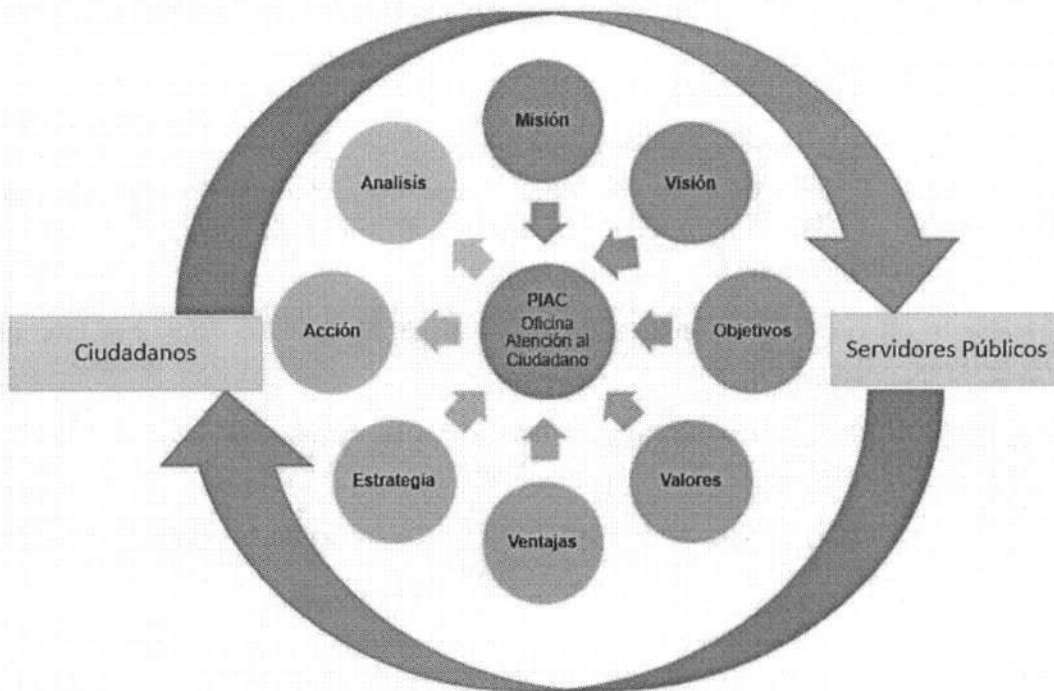 Misión
Analisis
Visión
PIAC
Oficina
Atención al
Ciudadano
Acción
Objetivos
Ciudadanos
Servidores Públicos
Estrategia
Valores
Ventajas